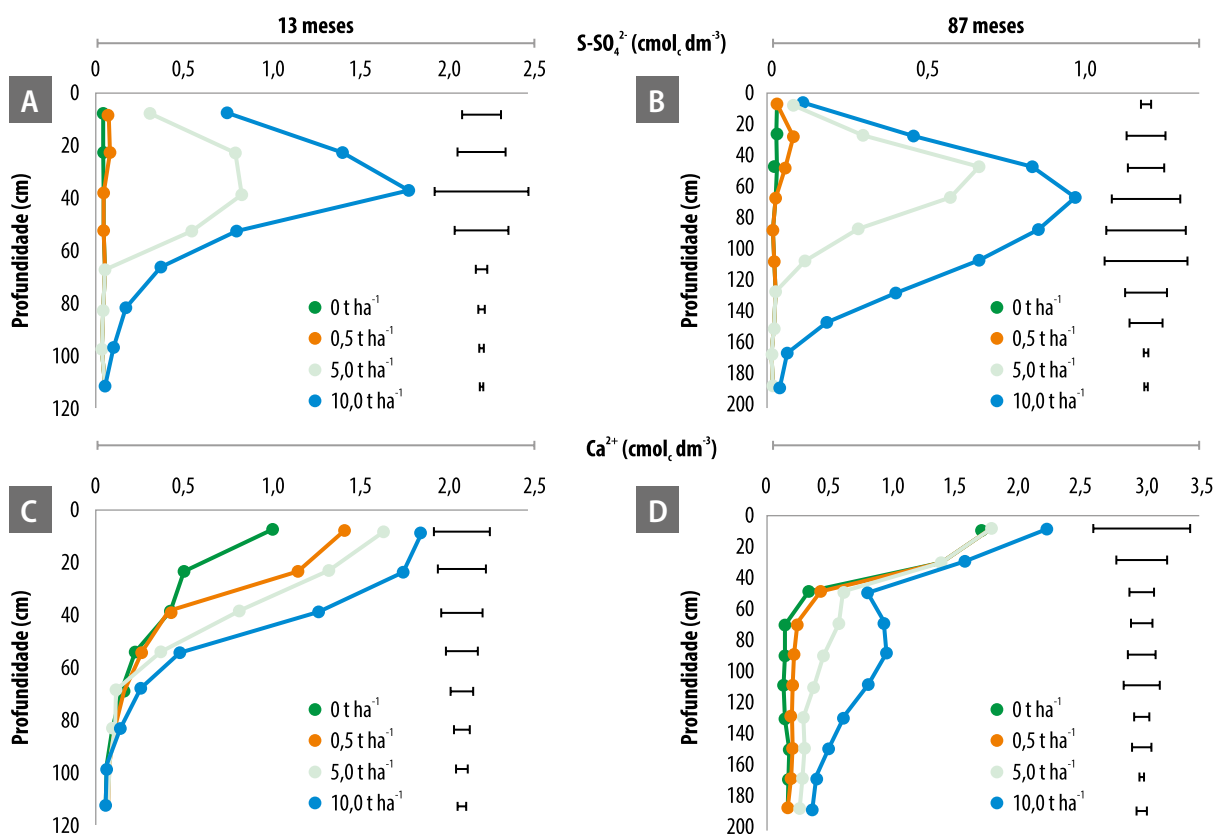 13 meses
S-SO₄²⁻ (cmol꜀ dm⁻³)
87 meses
0 0,5 1,0 1,5 2,0 2,5
0 0,5 1,0
A
0
20
40
60
80
100
120
Profundidade (cm)
0 t ha⁻¹
0,5 t ha⁻¹
5,0 t ha⁻¹
10,0 t ha⁻¹
B
0
20
40
60
80
100
120
140
160
180
200
Profundidade (cm)
0 t ha⁻¹
0,5 t ha⁻¹
5,0 t ha⁻¹
10,0 t ha⁻¹
Ca²⁺ (cmol꜀ dm⁻³)
0 0,5 1,0 1,5 2,0 2,5
0 0,5 1,0 1,5 2,0 2,5 3,0 3,5
C
0
20
40
60
80
100
120
Profundidade (cm)
0 t ha⁻¹
0,5 t ha⁻¹
5,0 t ha⁻¹
10,0 t ha⁻¹
D
0
20
40
60
80
100
120
140
160
180
200
Profundidade (cm)
0 t ha⁻¹
0,5 t ha⁻¹
5,0 t ha⁻¹
10,0 t ha⁻¹